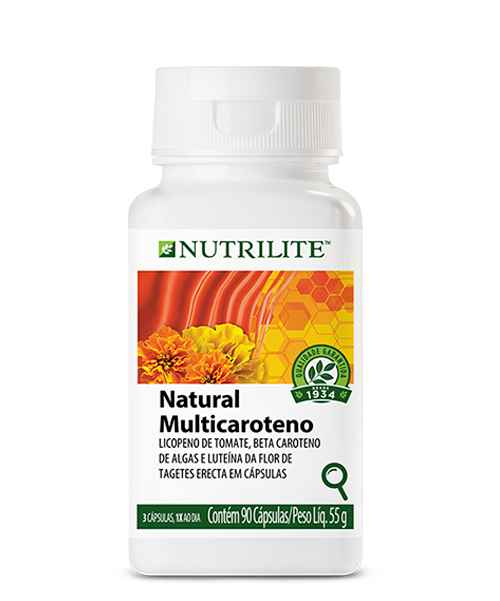 NUTRILITE™
QUALIDADE GARANTIDA
DESDE
1934
Natural
Multicaroteno
LICOPENO DE TOMATE, BETA CAROTENO
DE ALGAS E LUTEÍNA DA FLOR DE
TAGETES ERECTA EM CÁPSULAS
3 CÁPSULAS, 1X AO DIA Contém 90 Cápsulas/Peso Líq. 55 g